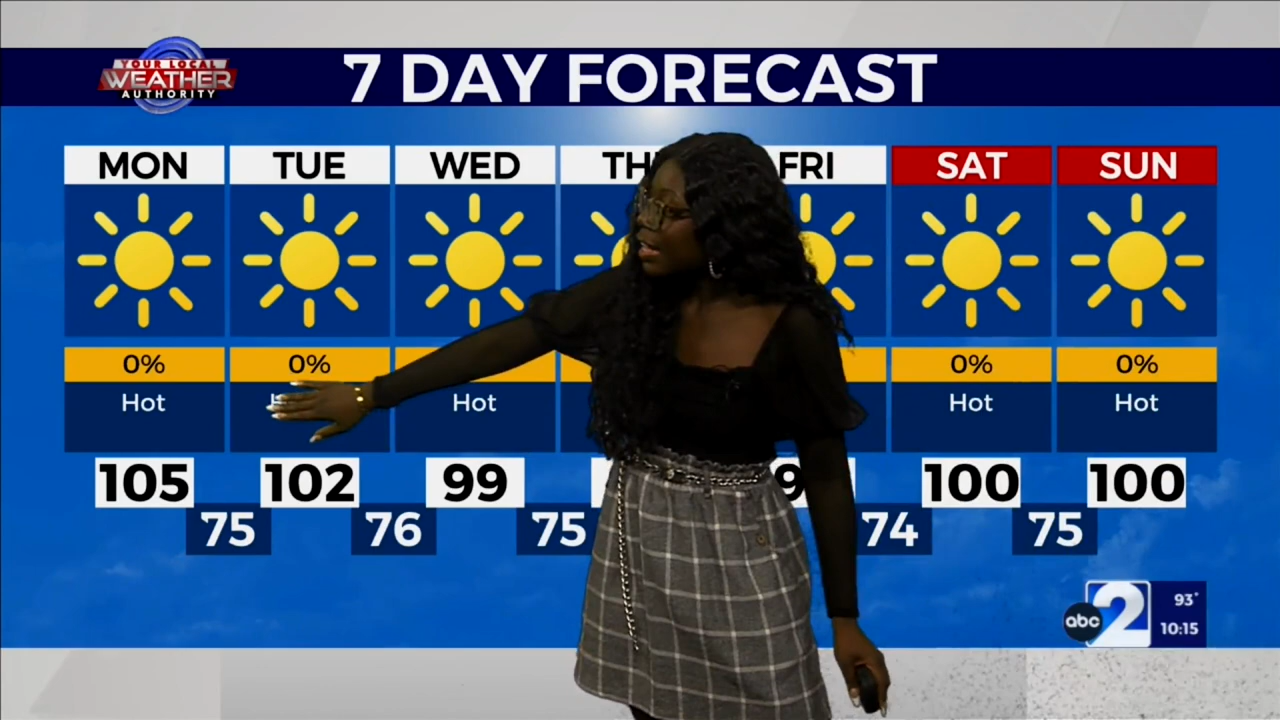 YOUR LOCAL
WEATHER
AUTHORITY
7 DAY FORECAST
MON TUE WED FRI SAT SUN
0% 0% 0% 0%
Hot Hot Hot Hot
105 102 99 100 100
75 76 75 74 75
abc 2
93°
10:15